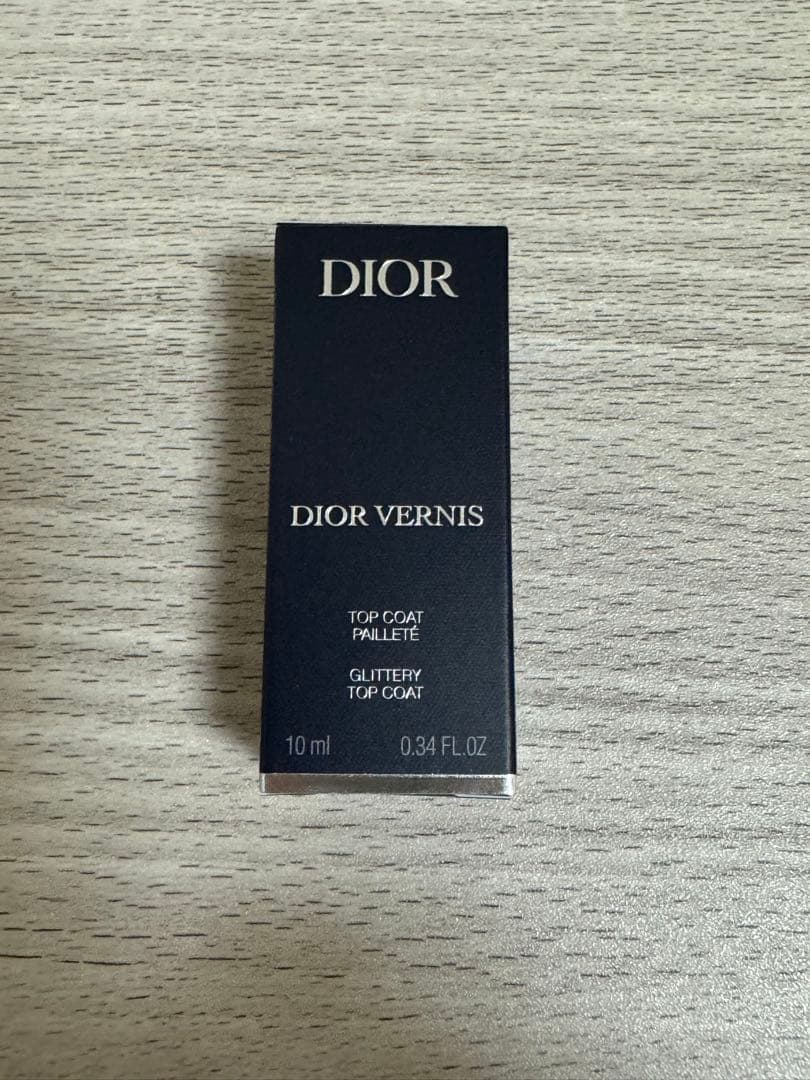 DIOR
DIOR VERNIS
TOP COAT
PAILLETÉ
GLITTERY
TOP COAT
10 ml 0.34 FL.OZ